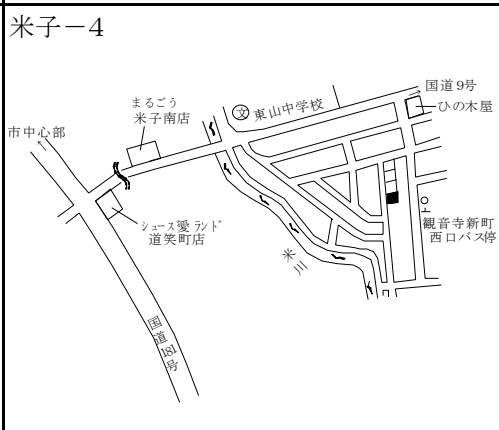 米子－4
国道9号
ひの木屋
まるごう
米子南店
文
東山中学校
市中心部
シューズ愛ランド
道笑町店
観音寺新町
西口バス停
米川
国道181号